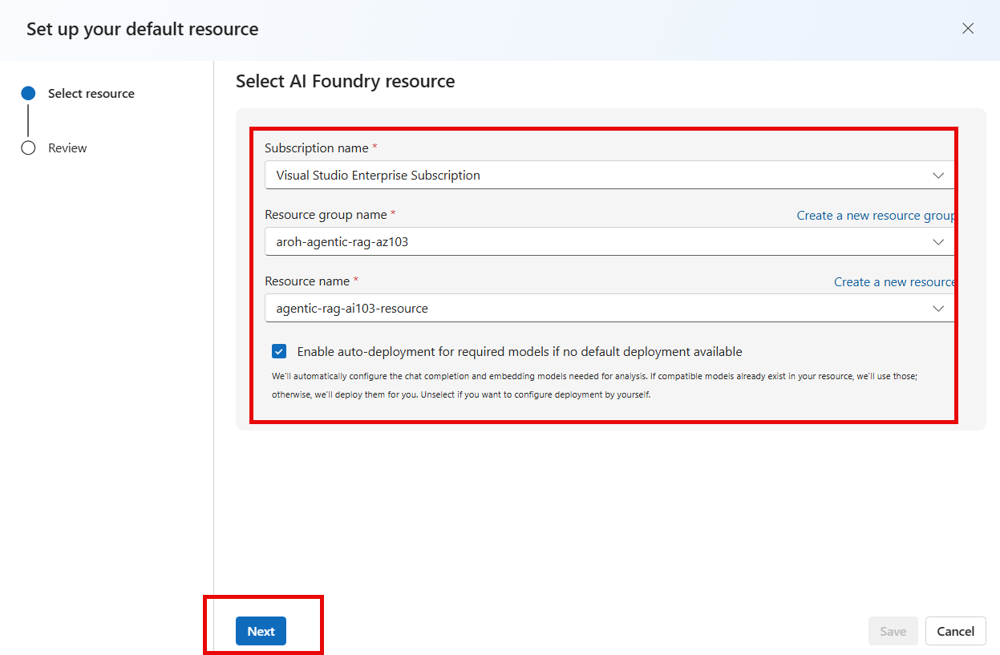 Set up your default resource
Select resource
Review
Select AI Foundry resource
Subscription name *
Visual Studio Enterprise Subscription
Resource group name *
Create a new resource group
aroh-agentic-rag-az103
Resource name *
Create a new resource
agentic-rag-ai103-resource
Enable auto-deployment for required models if no default deployment available
We'll automatically configure the chat completion and embedding models needed for analysis. If compatible models already exist in your resource, we'll use those;
otherwise, we'll deploy them for you. Unselect if you want to configure deployment by yourself.
Next
Save
Cancel